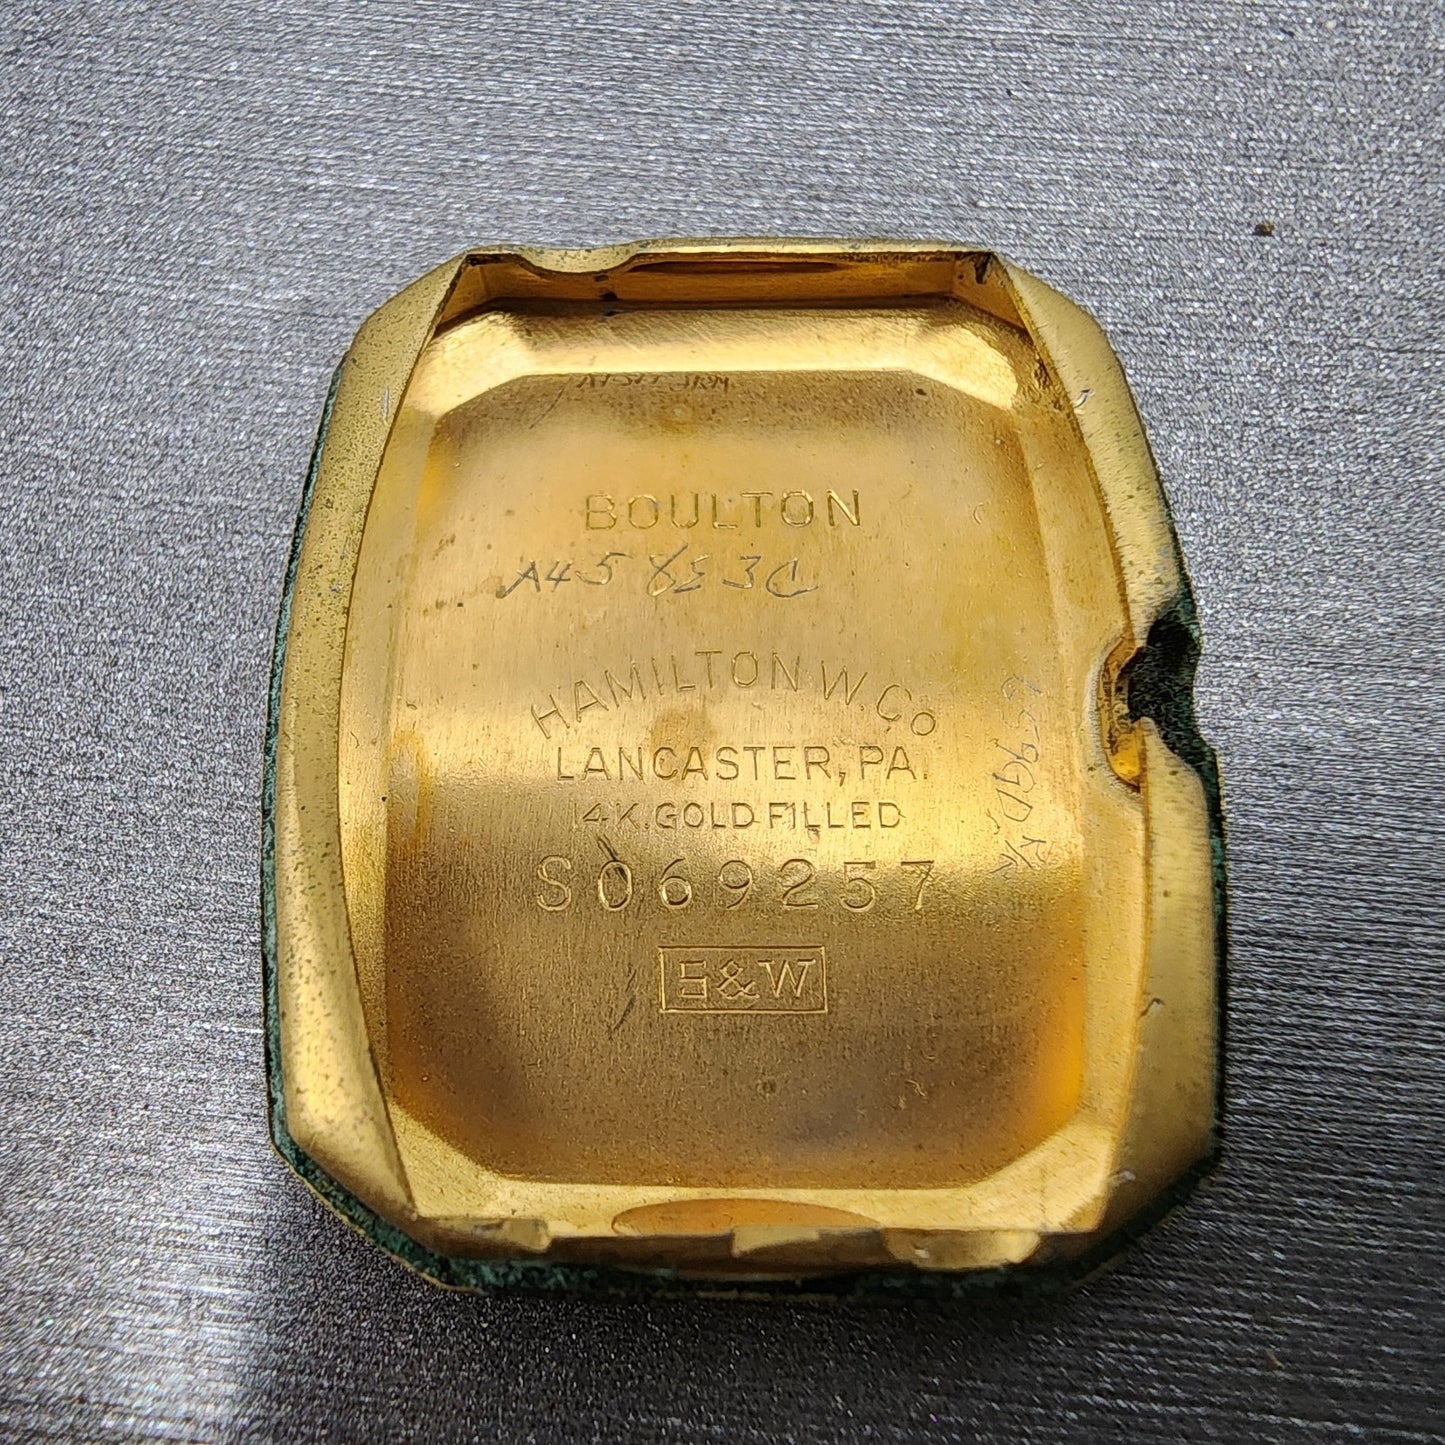 BOULTON
A458E3C
HAMILTON W. Co
LANCASTER, PA.
14K. GOLD FILLED
S069257
S&W